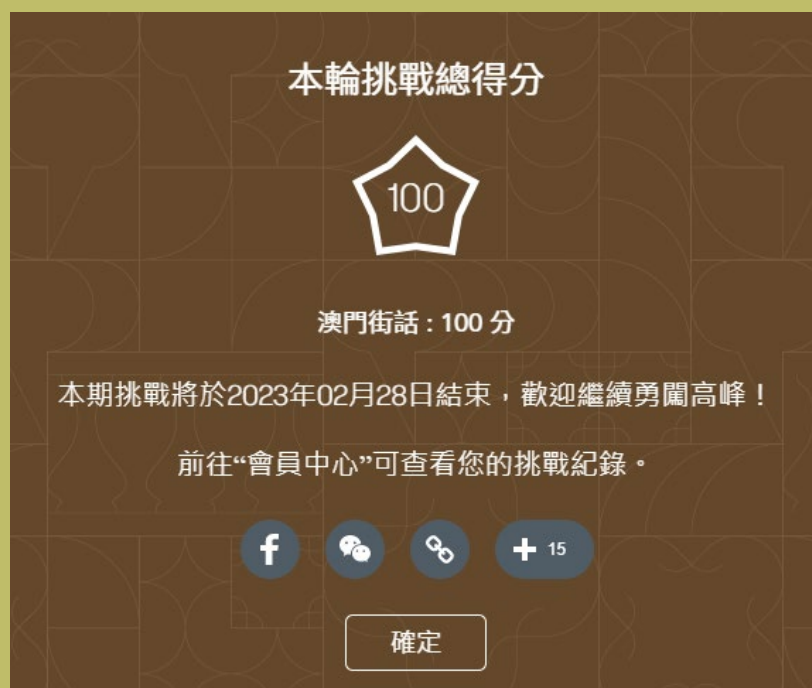 本輪挑戰總得分
100
澳門街話 : 100 分
本期挑戰將於2023年02月28日結束，歡迎繼續勇闖高峰！
前往“會員中心”可查看您的挑戰紀錄。
15
確定